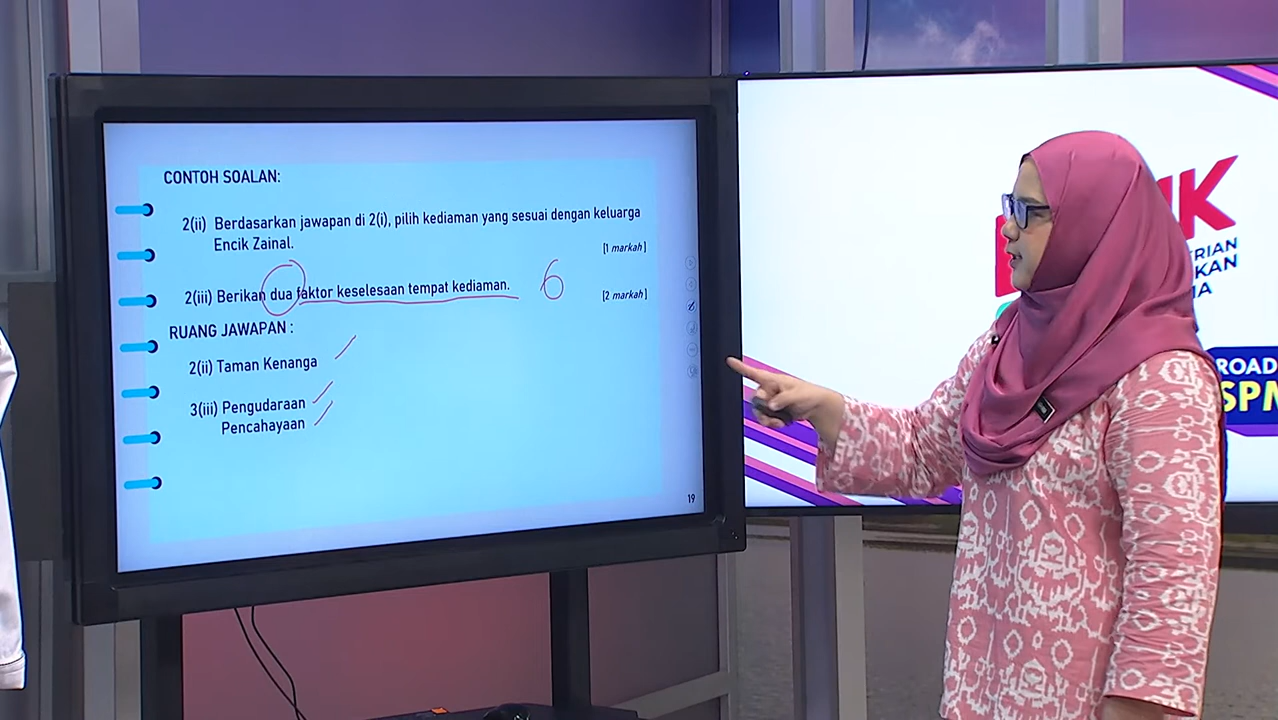 CONTOH SOALAN:
2(ii) Berdasarkan jawapan di 2(i), pilih kediaman yang sesuai dengan keluarga
Encik Zainal.
[1 markah]
2(iii) Berikan dua faktor keselesaan tempat kediaman.
6
[2 markah]
RUANG JAWAPAN :
2(ii) Taman Kenanga
3(iii) Pengudaraan
Pencahayaan
19
ROAD
SPM